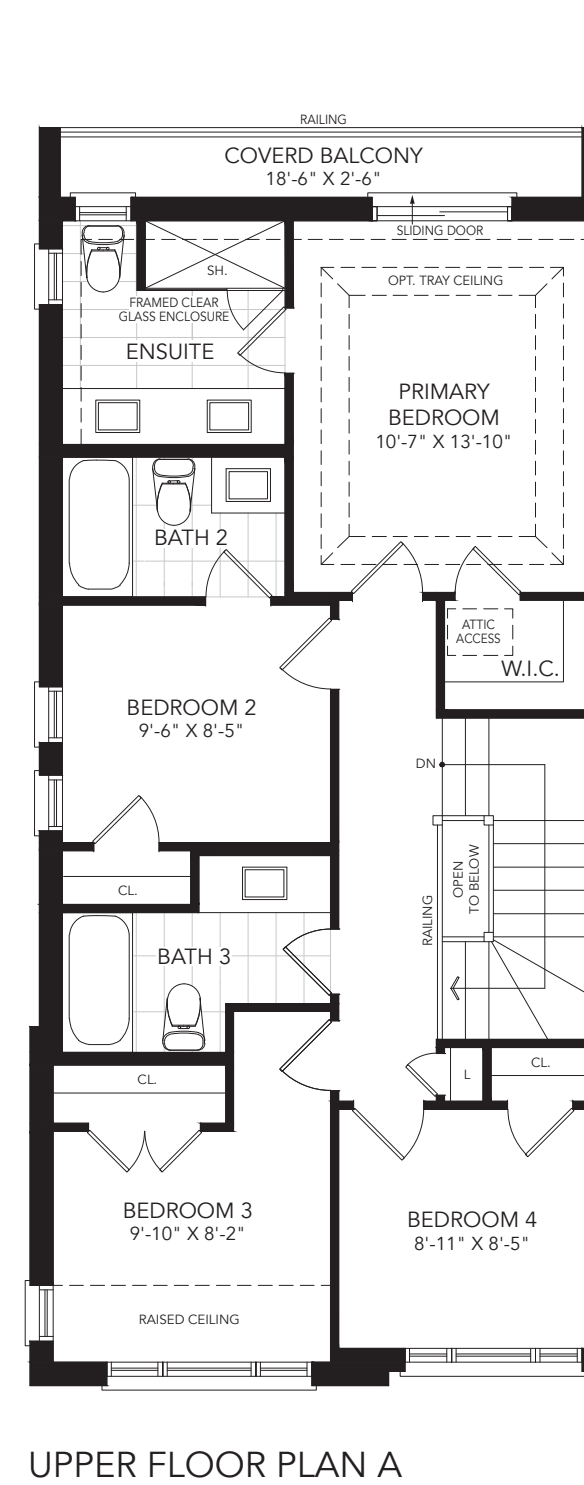 RAILING
COVERD BALCONY
18'-6" X 2'-6"
SLIDING DOOR
SH.
OPT. TRAY CEILING
FRAMED CLEAR
GLASS ENCLOSURE
ENSUITE
PRIMARY
BEDROOM
10'-7" X 13'-10"
BATH 2
ATTIC
ACCESS
W.I.C.
BEDROOM 2
9'-6" X 8'-5"
DN
CL.
OPEN
TO BELOW
RAILING
BATH 3
CL.
L
CL.
BEDROOM 3
9'-10" X 8'-2"
BEDROOM 4
8'-11" X 8'-5"
RAISED CEILING
UPPER FLOOR PLAN A